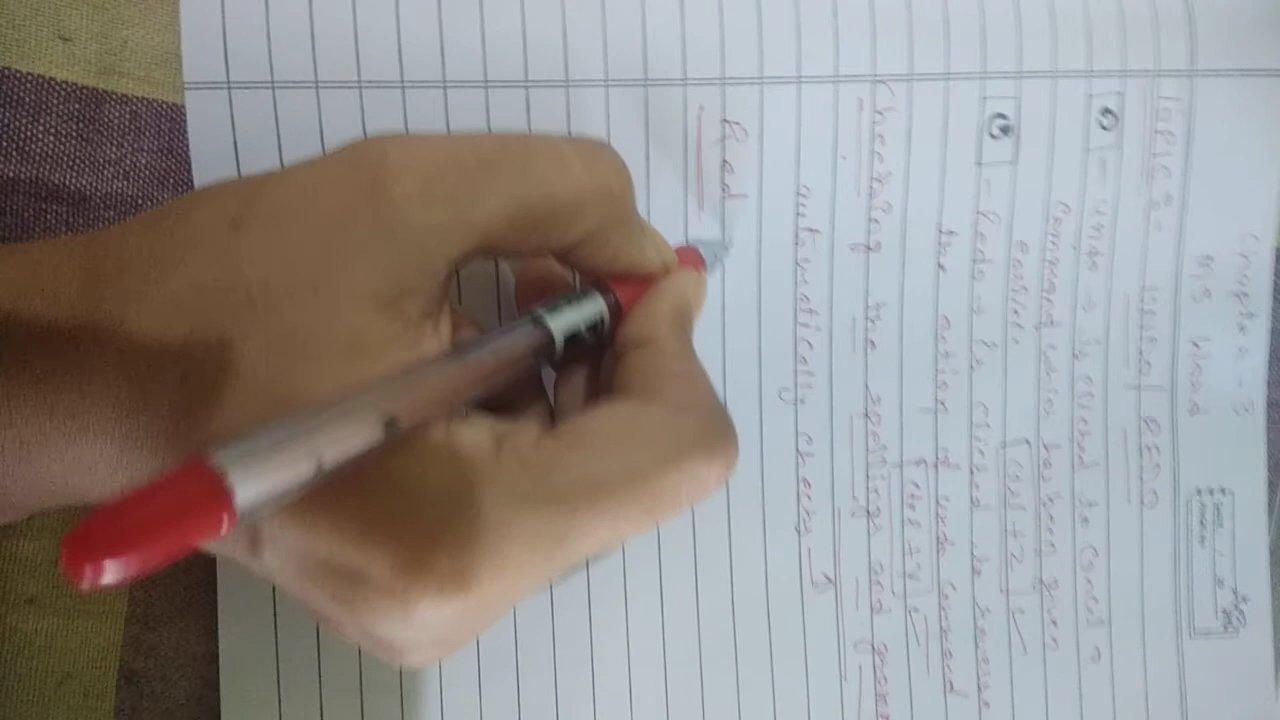 Chapter - 3
MS Word
Topic :- Undo / REDO
- Undo → is clicked to cancel a
Command which has been given
earlier. Ctrl + Z
- Redo → is clicked to reverse
the action of undo command
Ctrl + Y
Checking the spellings and
automatically checks
Red